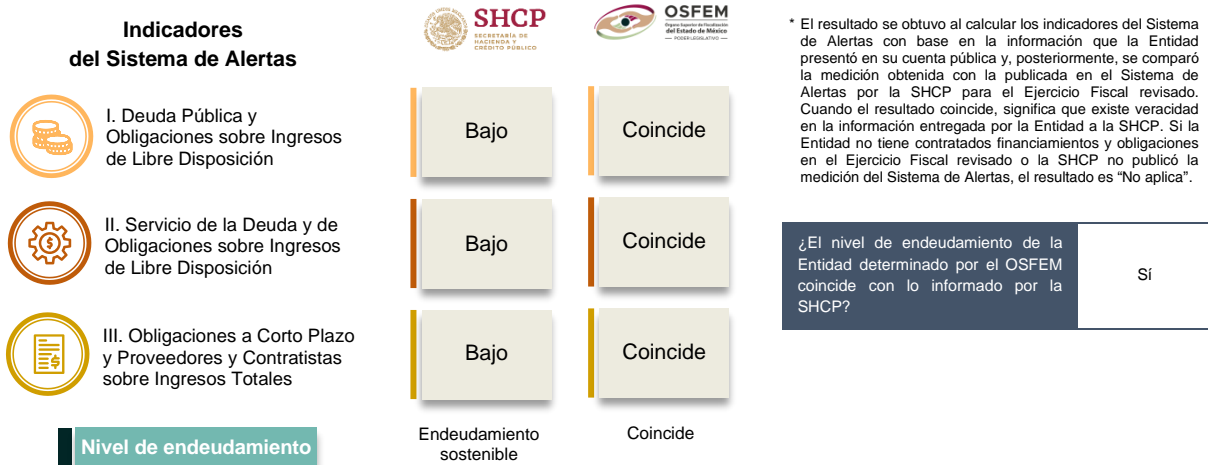 Indicadores
del Sistema de Alertas
SHCP
SECRETARÍA DE
HACIENDA Y
CRÉDITO PÚBLICO
OSFEM
Órgano Superior de Fiscalización
del Estado de México
PODER LEGISLATIVO
I. Deuda Pública y
Obligaciones sobre Ingresos
de Libre Disposición
Bajo
Coincide
II. Servicio de la Deuda y de
Obligaciones sobre Ingresos
de Libre Disposición
Bajo
Coincide
III. Obligaciones a Corto Plazo
y Proveedores y Contratistas
sobre Ingresos Totales
Bajo
Coincide
Nivel de endeudamiento
Endeudamiento
sostenible
Coincide
* El resultado se obtuvo al calcular los indicadores del Sistema
de Alertas con base en la información que la Entidad
presentó en su cuenta pública y, posteriormente, se comparó
la medición obtenida con la publicada en el Sistema de
Alertas por la SHCP para el Ejercicio Fiscal revisado.
Cuando el resultado coincide, significa que existe veracidad
en la información entregada por la Entidad a la SHCP. Si la
Entidad no tiene contratados financiamientos y obligaciones
en el Ejercicio Fiscal revisado o la SHCP no publicó la
medición del Sistema de Alertas, el resultado es “No aplica”.
¿El nivel de endeudamiento de la
Entidad determinado por el OSFEM
coincide con lo informado por la
SHCP?
Sí